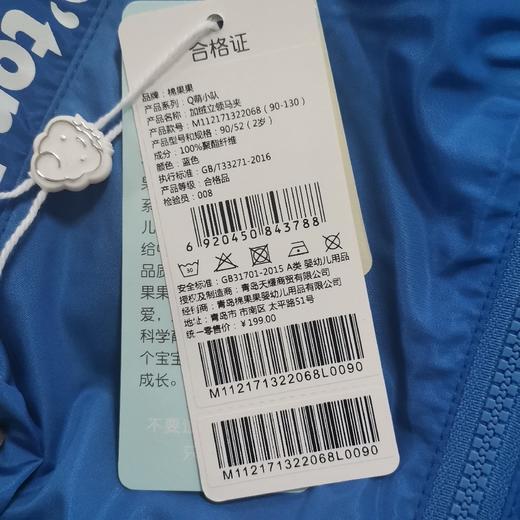 ' top
合格证
品牌: 棉果果
产品系列: Q萌小队
产品名称: 加绒立领马夹
产品款号: M112171322068 (90-130)
产品型号和规格: 90/52 (2岁)
成分: 100%聚酯纤维
颜色: 蓝色
执行标准: GB/T33271-2016
产品等级: 合格品
检验员: 008
6 920450 843788
30
安全标准: GB31701-2015 A类 婴幼儿用品
授权及制造商: 青岛天缘商贸有限公司
经销商: 青岛棉果果婴幼儿用品有限公司
地址: 青岛市 市南区 太平路51号
统一零售价: ¥199.00
M112171322068L0090
M112171322068L0090
系
儿
给
品质
果果
爱,
科学
个宝宝
成长。
不要